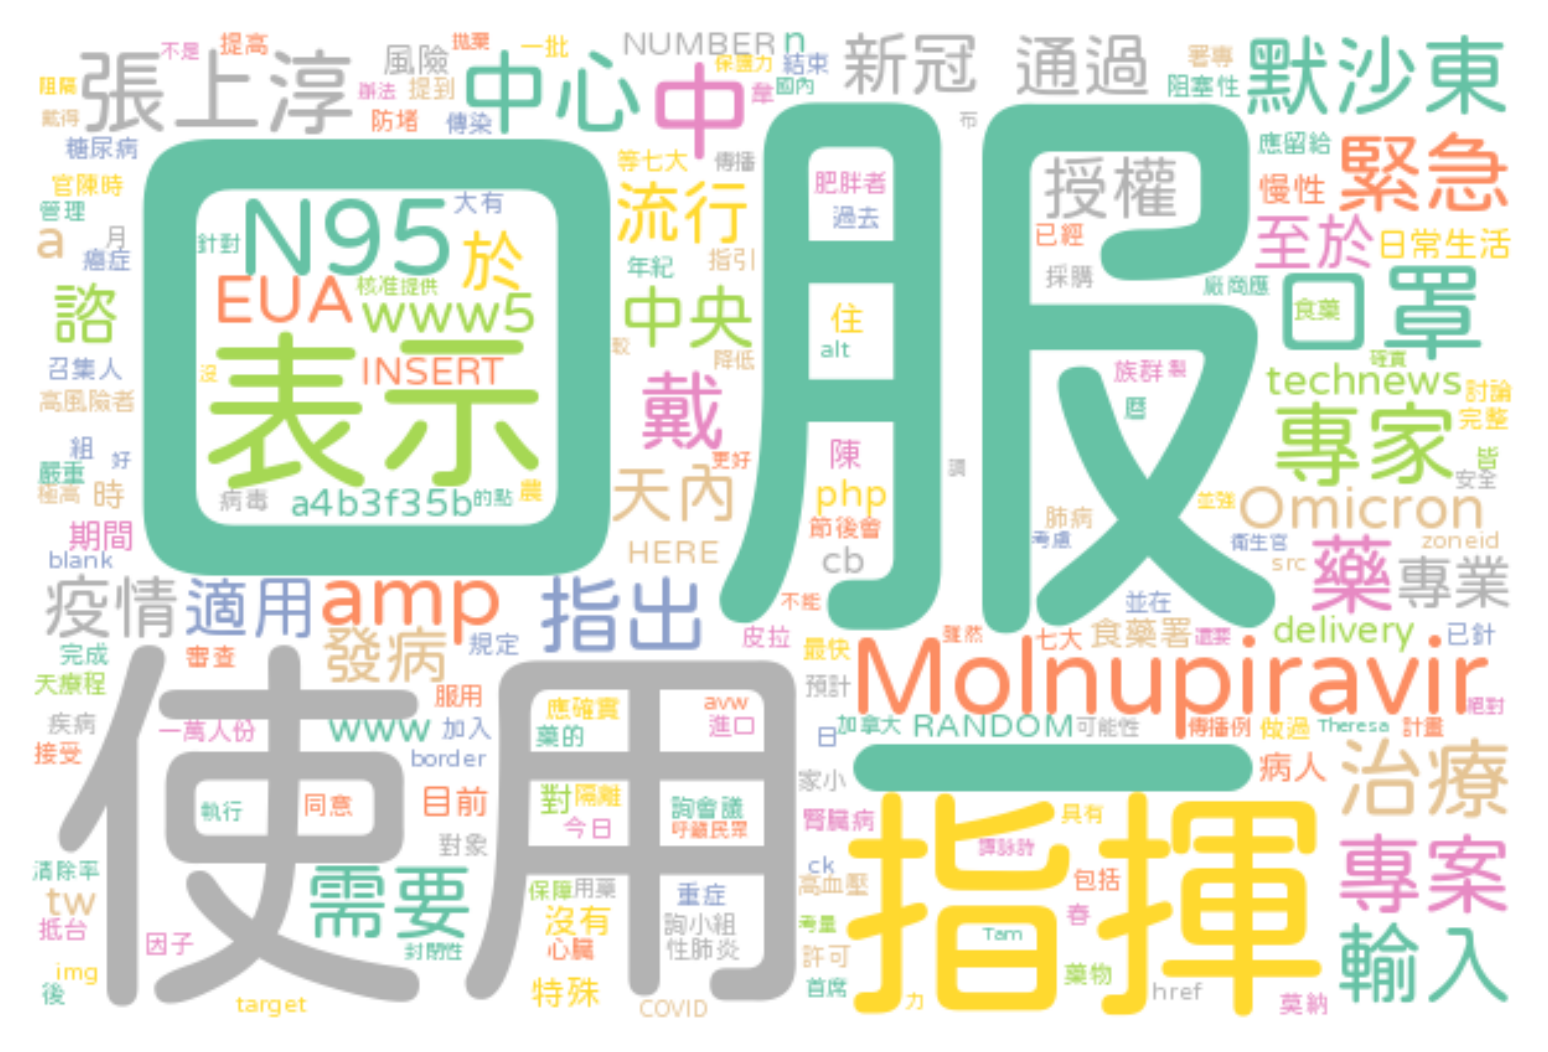 不是 提高 風險 拋棄 一批 NUMBER n 新冠 通過 署專 默沙東
阻隔 張上淳 辦法 提到 中心 中 保護力 結束 國內 阻塞性
戴得 防堵 傳染 布 應留給 緊急
糖尿病 等七大 傳播 肥胖者 授權 慢性
官陳時 大有 流行 過去
管理 N95 已經 至於 日常生活
a 月 針對 於 年紀 指引 採購
癌症 核准提供 廠商應 口罩
諮 EUA www5 中央 住 食藥
alt
召集人 沒 INSERT 降低 族群 technews 確實
高風險者 表示 戴 討論
組 好 陳 專家 完整
嚴重 更好 皆
極高 時 病毒 a4b3f35b 的點 農 天內 php 並強 Omicron 安全
期間 節後會 肺病
blank HERE cb 考慮 衛生官 zoneid
疫情 適用 amp 指出 服 src 藥 專業
不能 並在
完成 審查 發病 規定 皮拉 最快 雖然 七大 食藥署 還要 delivery 已針
天療程 服用 預計 Molnupiravir 絕對
疾病 一萬人份 www 加入 應確實 avw 進口 日 加拿大 RANDOM 可能性 傳播例 做過 Theresa 計畫
接受 border 藥的
家小 一 病人 治療
執行 同意 目前 對 隔離 詢會議
使用 今日 呼籲民眾 腎臟病 具有
對象 指揮
清除率 需要 保障 用藥 重症 ck 包括 專案
tw 高血壓
抵台 沒有 詢小組 考量 春
因子 封閉性 心臟 性肺炎 Tam 輸入
img 許可 藥物
後 target 特殊 COVID 首席 力 href 莫納